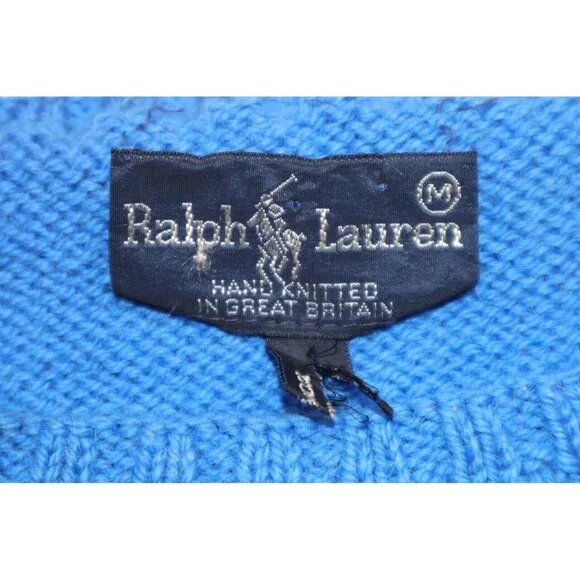 M
Ralph Lauren
HAND KNITTED
IN GREAT BRITAIN